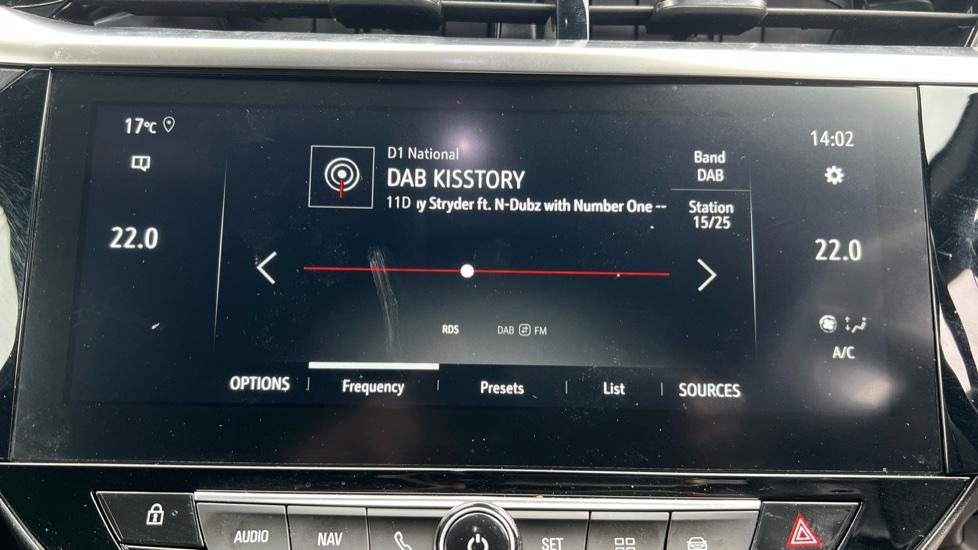 17°C
22.0
D1 National
DAB KISSTORY
11D y Stryder ft. N-Dubz with Number One --
Band
DAB
Station
15/25
14:02
22.0
A/C
RDS
DAB FM
OPTIONS Frequency Presets List SOURCES
AUDIO NAV SET